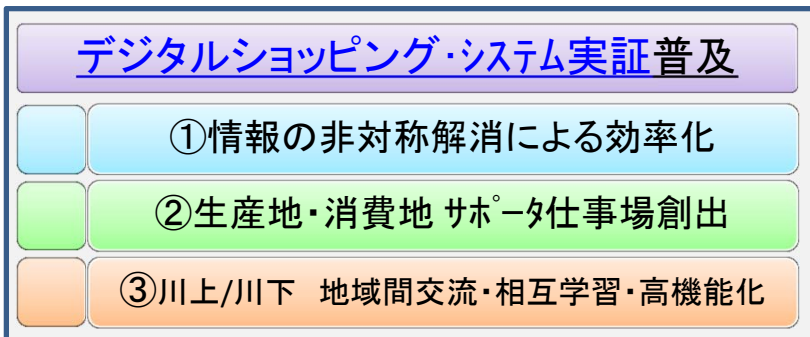 デジタルショッピング・システム実証普及
①情報の非対称解消による効率化
②生産地・消費地 ｻﾎﾟｰﾀ仕事場創出
③川上/川下　地域間交流・相互学習・高機能化